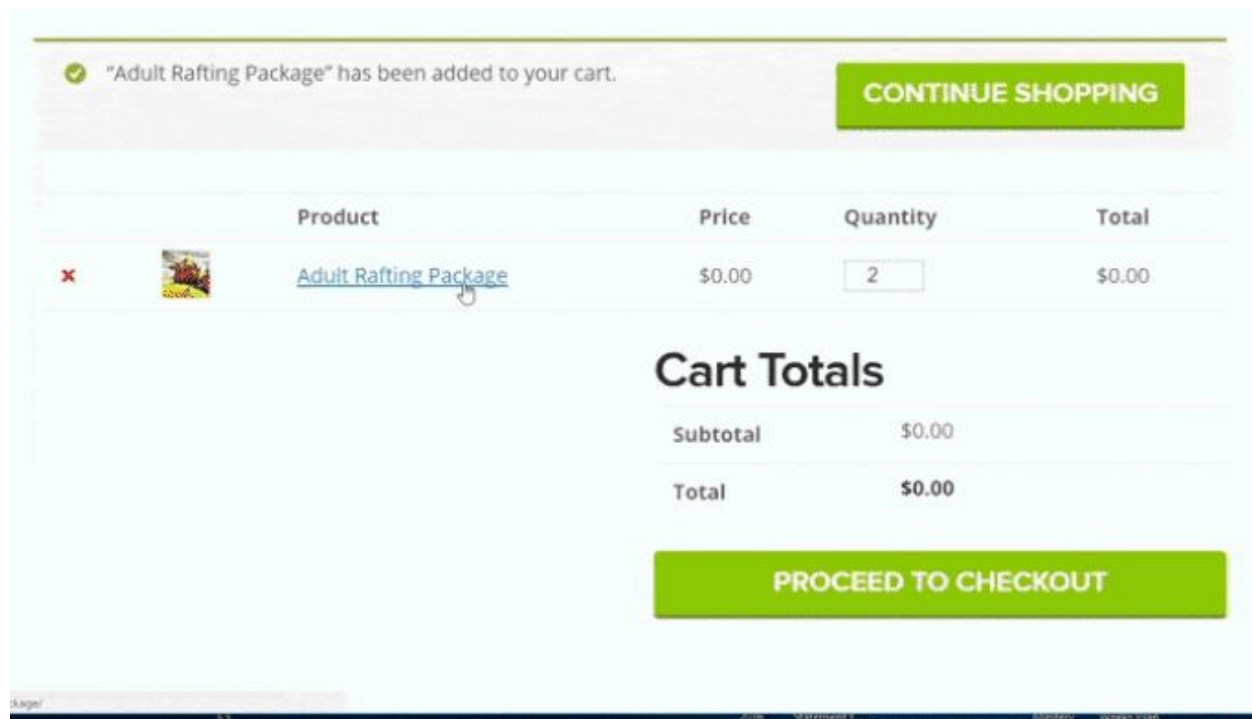 “Adult Rafting Package” has been added to your cart.
CONTINUE SHOPPING
Product Price Quantity Total
Adult Rafting Package $0.00 2 $0.00
Cart Totals
Subtotal $0.00
Total $0.00
PROCEED TO CHECKOUT